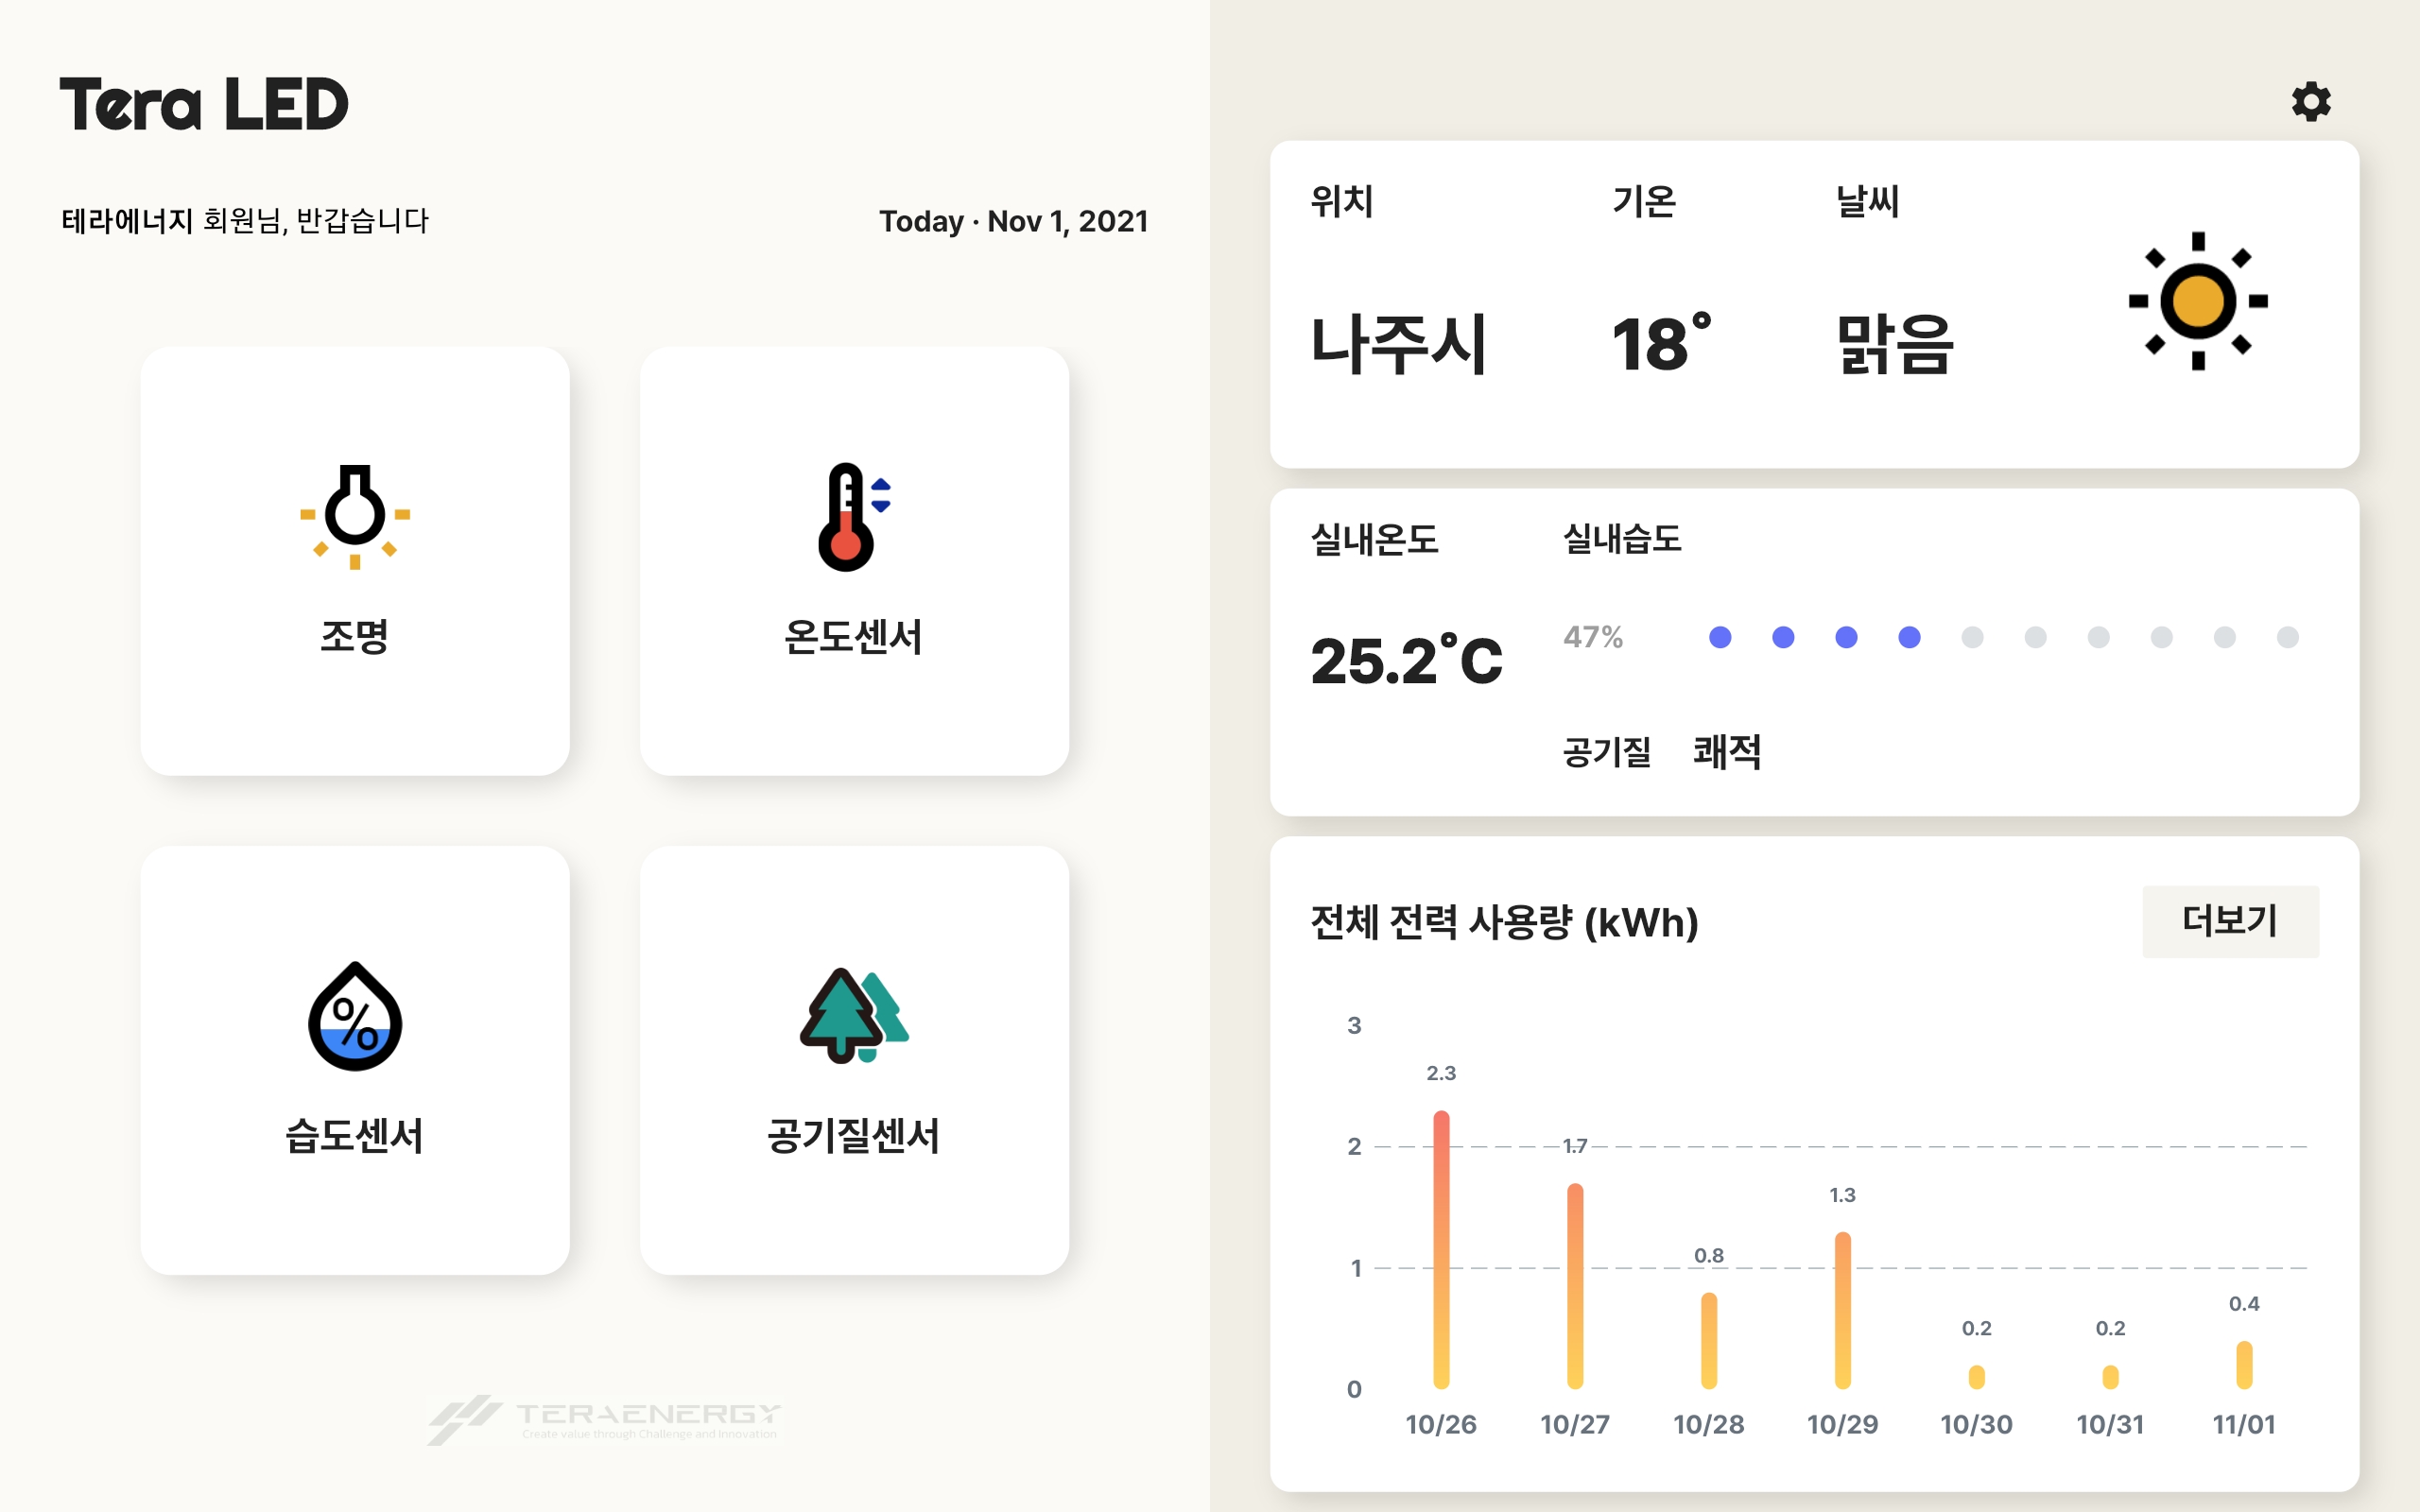 Tera LED
테라에너지 회원님, 반갑습니다
Today · Nov 1, 2021
조명
온도센서
습도센서
%
공기질센서
TERAENERGY
Create value through Challenge and Innovation
위치 기온 날씨
나주시 18° 맑음
실내온도 실내습도
25.2°C 47%
공기질 쾌적
전체 전력 사용량 (kWh) 더보기
3
2.3
2
1.7
1.3
1
0.8
0.4
0.2 0.2
0
10/26 10/27 10/28 10/29 10/30 10/31 11/01